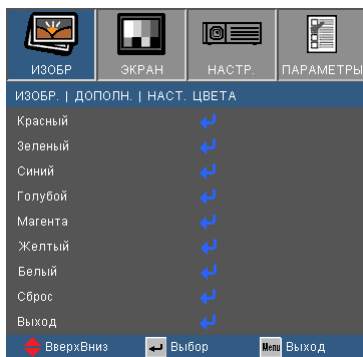 ИЗОБР ЭКРАН НАСТР. ПАРАМЕТРЫ
ИЗОБР. | ДОПОЛН. | НАСТ. ЦВЕТА
Красный
Зеленый
Синий
Голубой
Магента
Желтый
Белый
Сброс
Выход
ВверхВниз Выбор Menu Выход